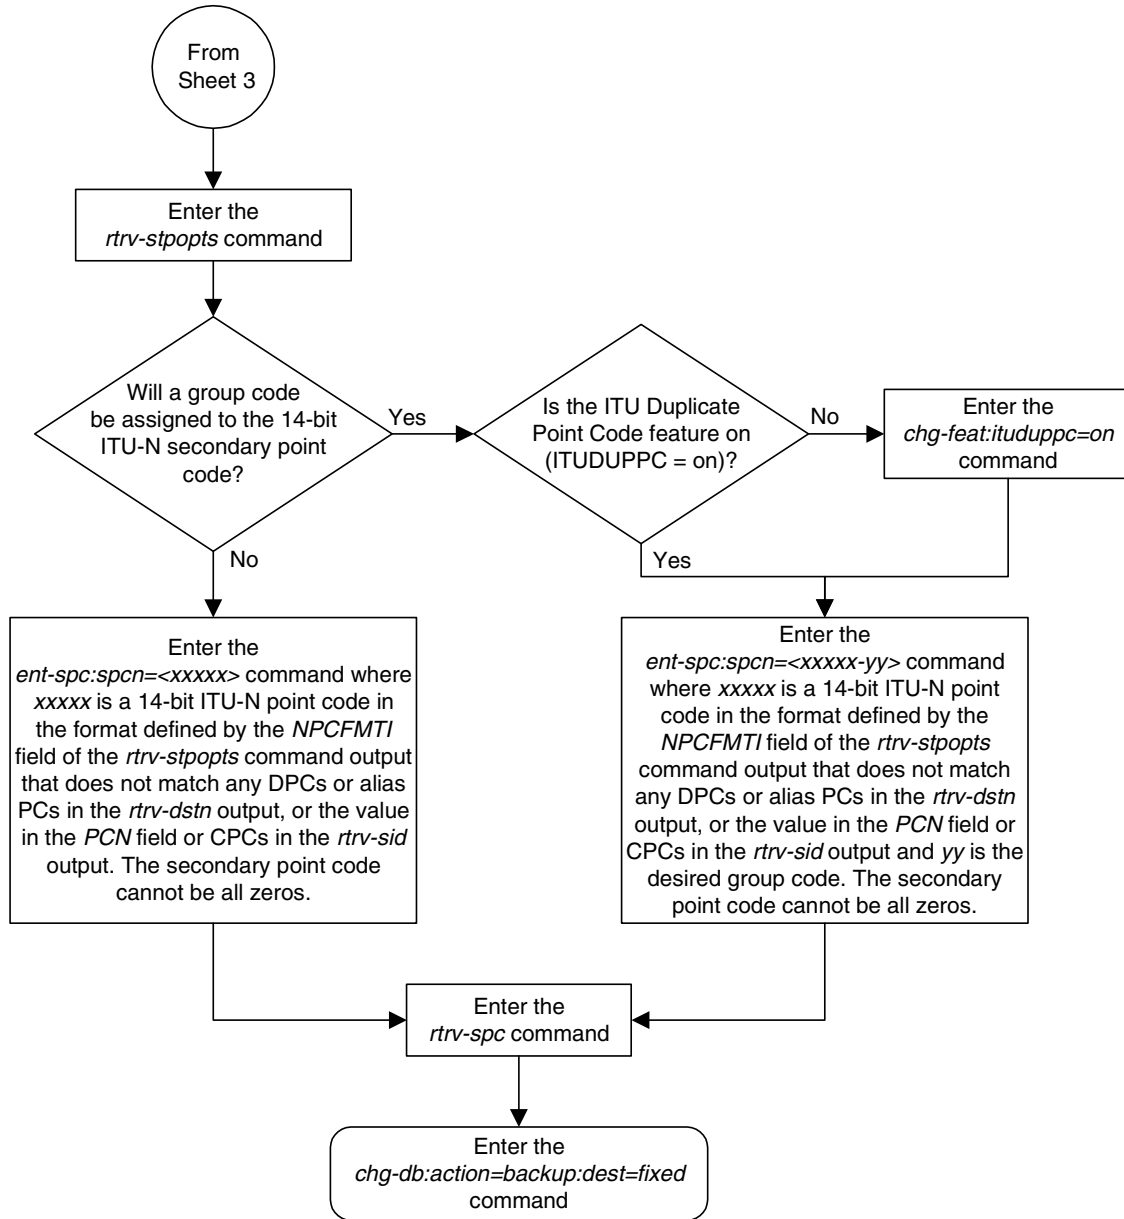 From
Sheet 3
Enter the
rtrv-stpopts command
Will a group code
be assigned to the 14-bit
ITU-N secondary point
code?
Yes
Is the ITU Duplicate
Point Code feature on
(ITUDUPPC = on)?
No
Enter the
chg-feat:ituduppc=on
command
No
Yes
Enter the
ent-spc:spcn=<xxxxx> command where
xxxxx is a 14-bit ITU-N point code in
the format defined by the NPCFMTI
field of the rtrv-stpopts command output
that does not match any DPCs or alias
PCs in the rtrv-dstn output, or the value
in the PCN field or CPCs in the rtrv-sid
output. The secondary point code
cannot be all zeros.
Enter the
ent-spc:spcn=<xxxxx-yy> command
where xxxxx is a 14-bit ITU-N point
code in the format defined by the
NPCFMTI field of the rtrv-stpopts
command output that does not match
any DPCs or alias PCs in the rtrv-dstn
output, or the value in the PCN field or
CPCs in the rtrv-sid output and yy is the
desired group code. The secondary
point code cannot be all zeros.
Enter the
rtrv-spc command
Enter the
chg-db:action=backup:dest=fixed
command